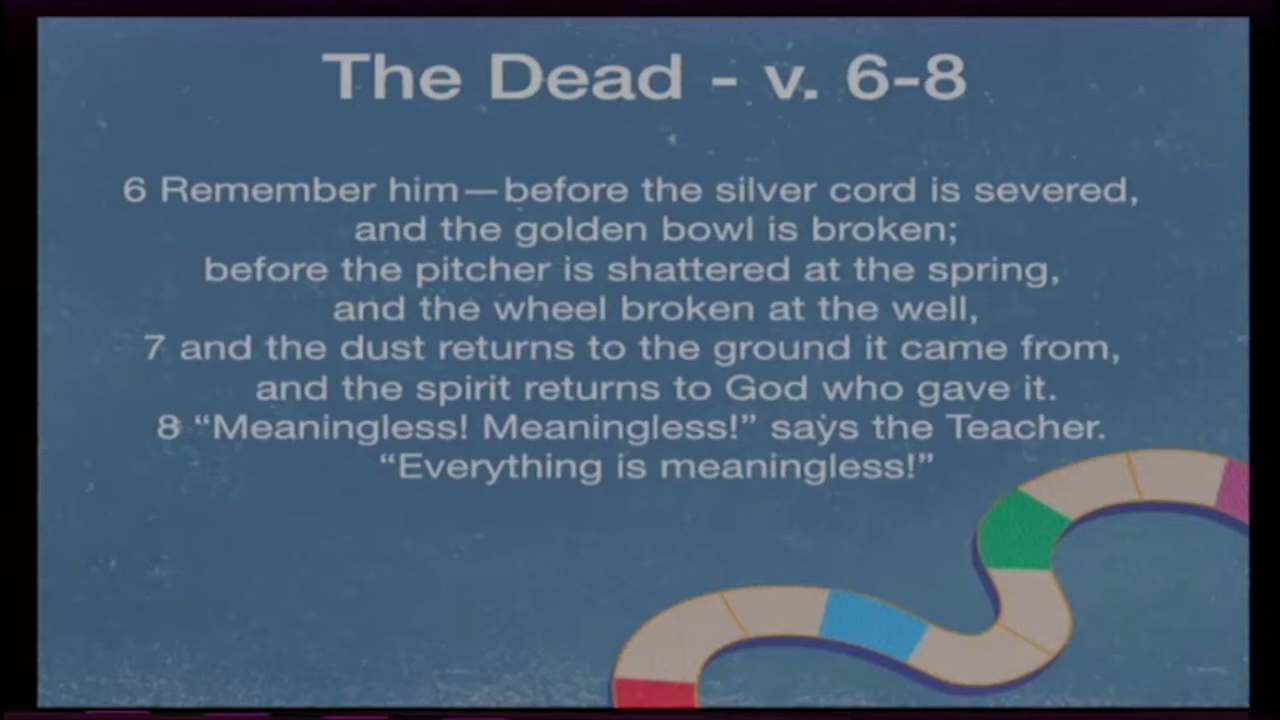 The Dead - v. 6-8
6 Remember him—before the silver cord is severed,
and the golden bowl is broken;
before the pitcher is shattered at the spring,
and the wheel broken at the well,
7 and the dust returns to the ground it came from,
and the spirit returns to God who gave it.
8 “Meaningless! Meaningless!” says the Teacher.
“Everything is meaningless!”